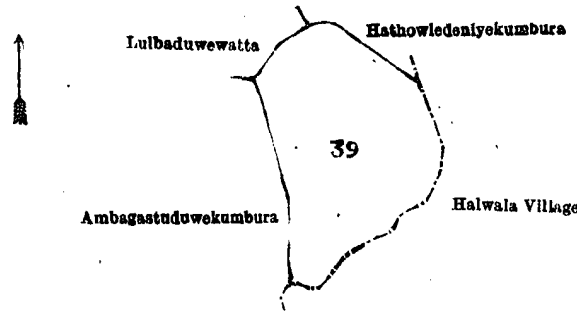 Lulbaduwewatta
Hathowledeniyekumbura
39
Ambagastuduwekumbura
Halwala Village